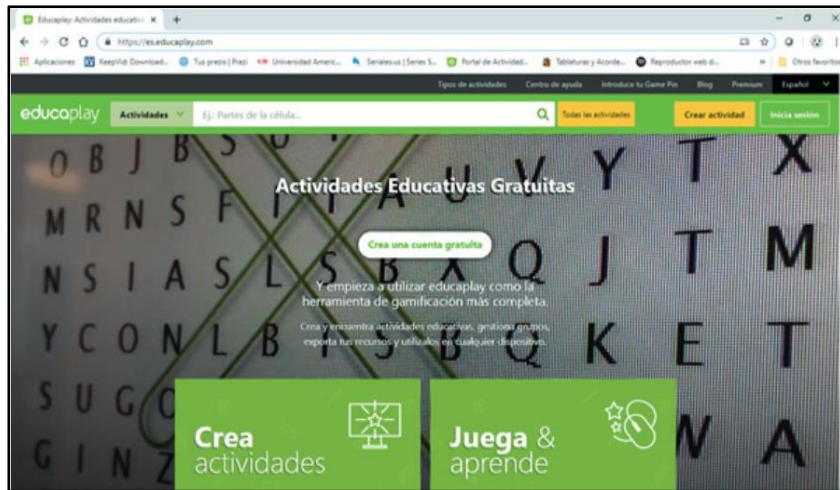 Educaplay: Actividades educativ
https://es.educaplay.com
Aplicaciones KeepVid: Download... Tus prezis | Prezi Universidad Americ... Serialesus | Series S... Portal de Actividad... Tablaturas y Acorde... Reproductor web d... Otros favoritos
Tipos de actividades Centro de ayuda Introduce tu Game Pin Blog Premium Español
educaplay Actividades Ej.: Partes de la célula... Todas las actividades Crear actividad Inicia sesión
Actividades Educativas Gratuitas
Crea una cuenta gratuita
Y empieza a utilizar educaplay como la
herramienta de gamificación más completa.
Crea y encuentra actividades educativas, gestiona grupos,
exporta tus recursos y utilízalos en cualquier dispositivo.
Crea
actividades
Juega &
aprende